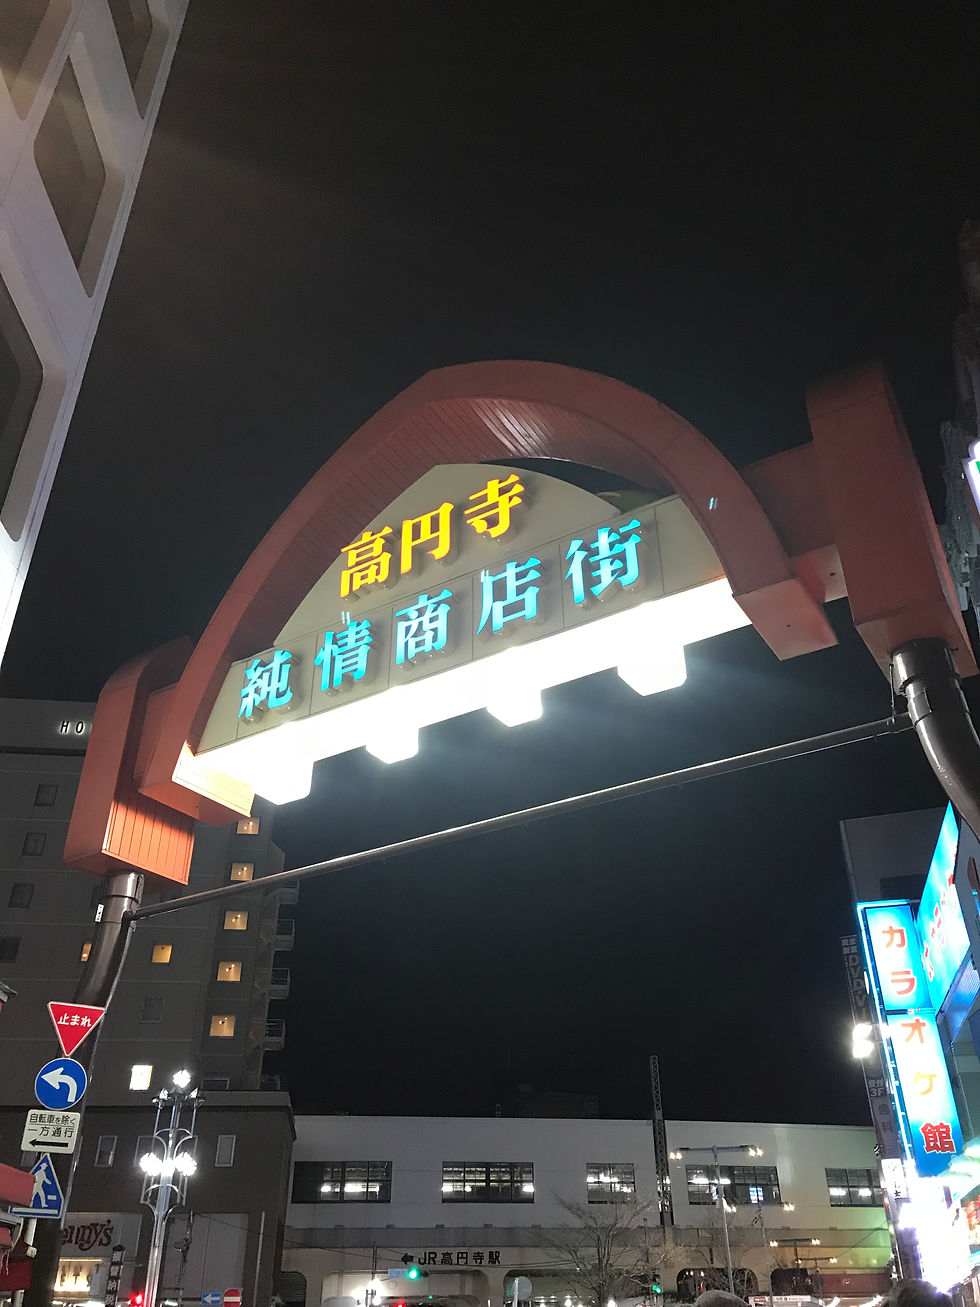 高円寺
純情商店街
HO
カラオケ館
止まれ
自転車を除く
一方通行
JR高円寺駅